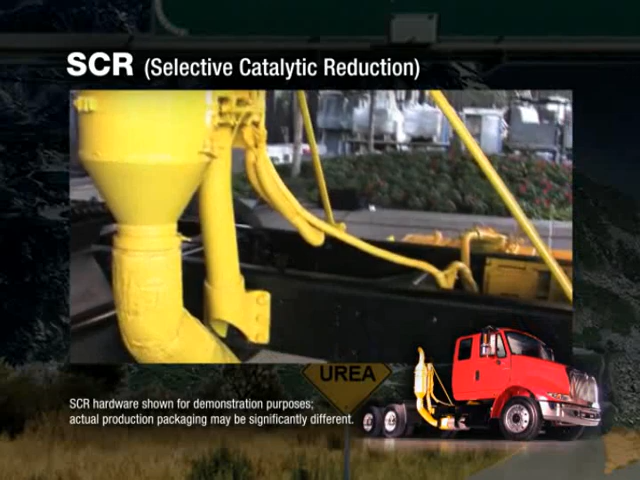 SCR (Selective Catalytic Reduction)
UREA
SCR hardware shown for demonstration purposes;
actual production packaging may be significantly different.